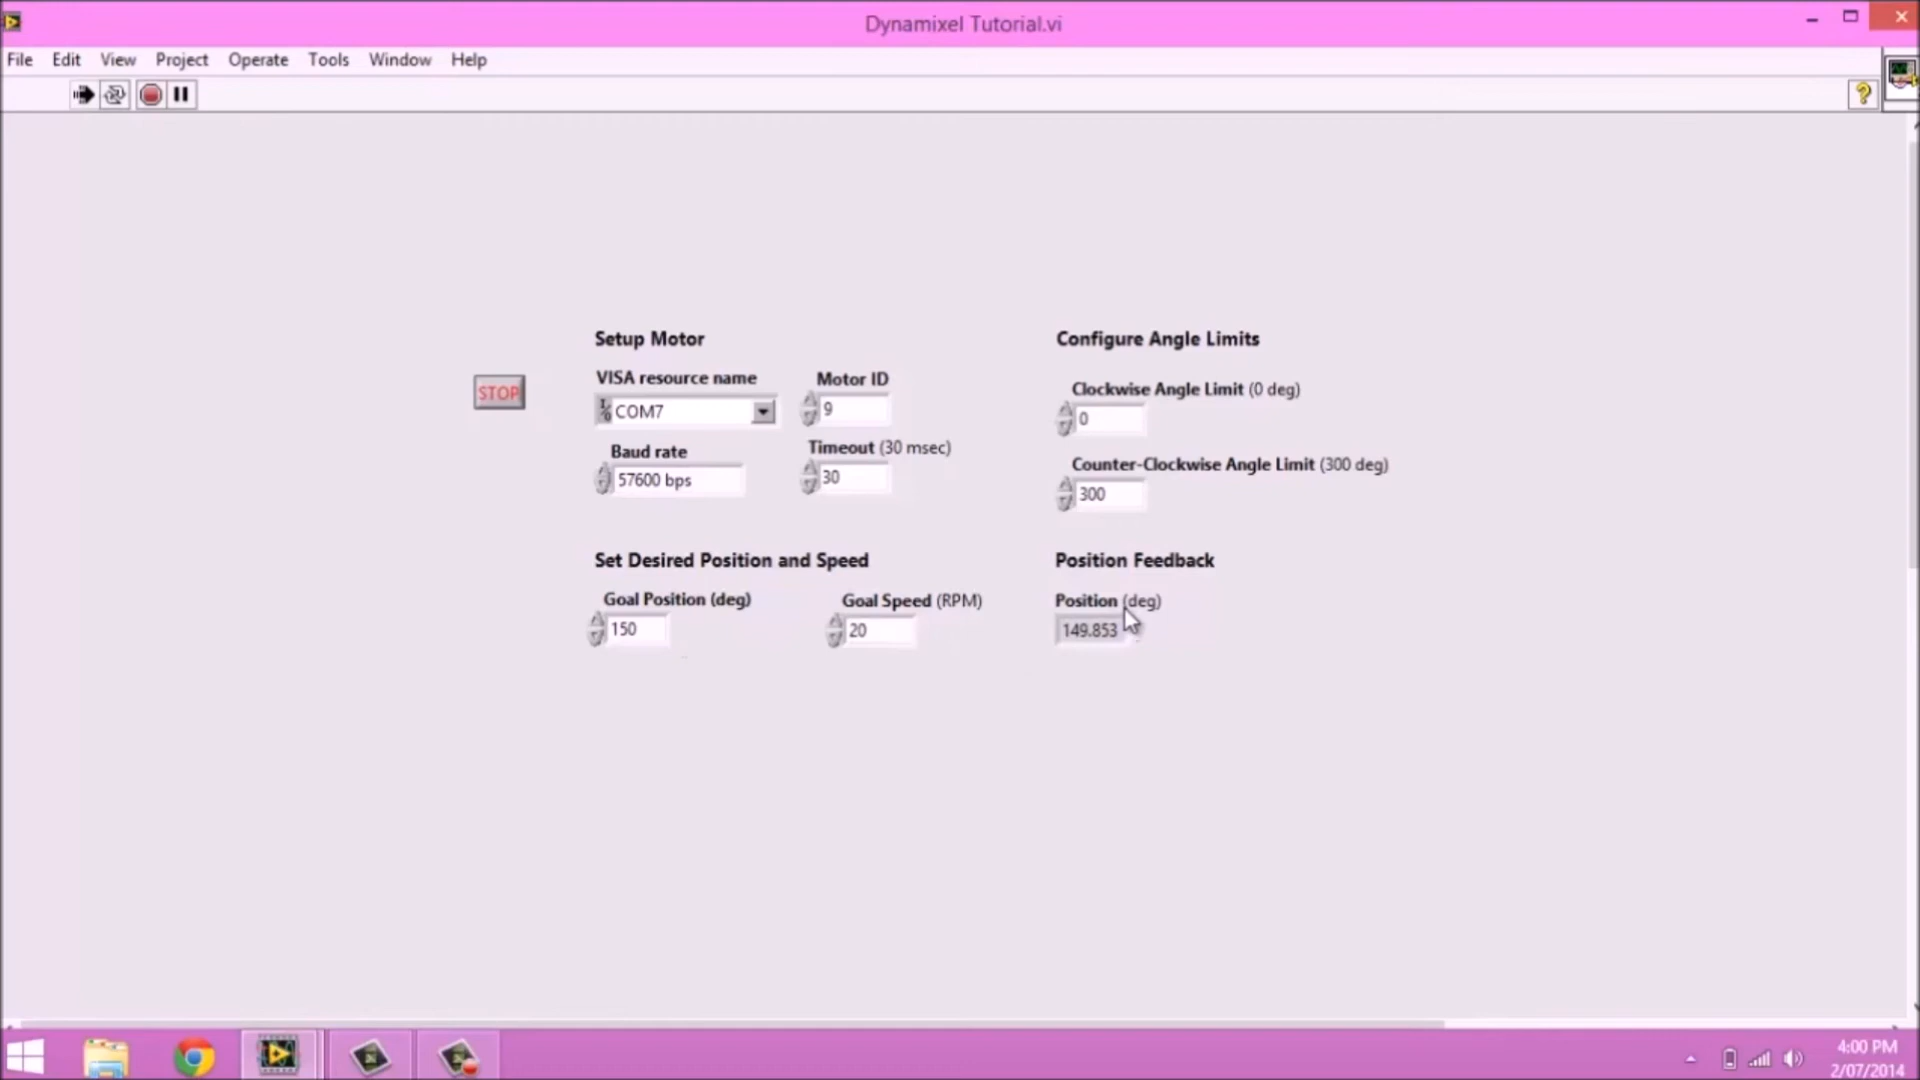 Dynamixel Tutorial.vi
File Edit View Project Operate Tools Window Help
Setup Motor
Configure Angle Limits
STOP
VISA resource name
COM7
Motor ID
9
Clockwise Angle Limit (0 deg)
0
Baud rate
57600 bps
Timeout (30 msec)
30
Counter-Clockwise Angle Limit (300 deg)
300
Set Desired Position and Speed
Position Feedback
Goal Position (deg)
150
Goal Speed (RPM)
20
Position (deg)
149.853
4:00 PM
2/07/2014